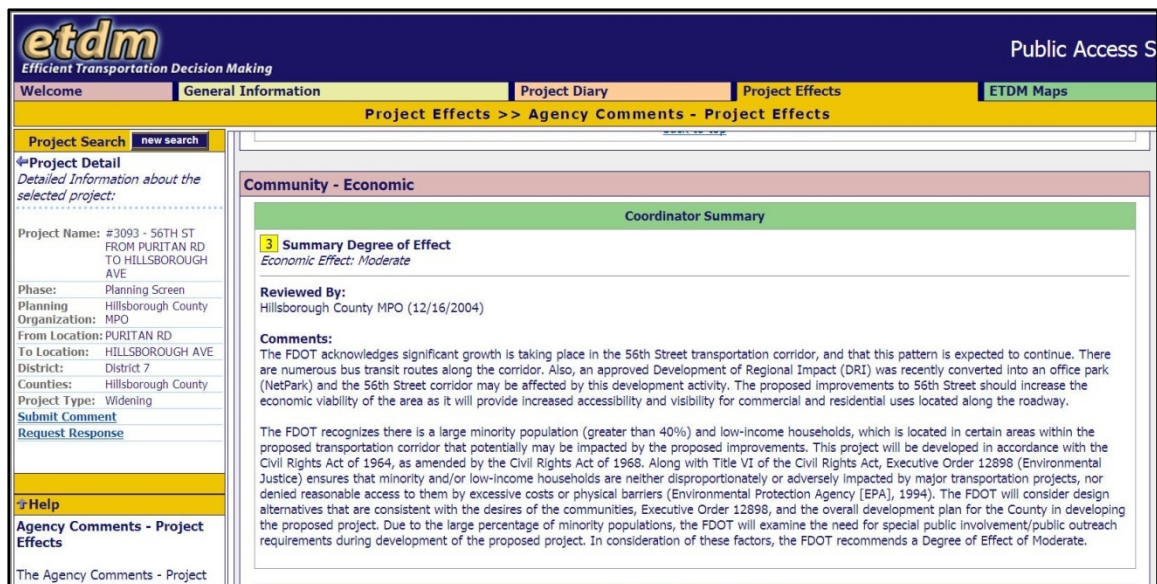 etdm
Efficient Transportation Decision Making
Public Access S
Welcome
General Information
Project Diary
Project Effects
ETDM Maps
Project Effects >> Agency Comments - Project Effects
Project Search
new search
Project Detail
Detailed Information about the
selected project:
Project Name: #3093 - 56TH ST
FROM PURITAN RD
TO HILLSBOROUGH
AVE
Phase: Planning Screen
Planning Hillsborough County
Organization: MPO
From Location: PURITAN RD
To Location: HILLSBOROUGH AVE
District: District 7
Counties: Hillsborough County
Project Type: Widening
Submit Comment
Request Response
Help
Agency Comments - Project
Effects
The Agency Comments - Project
Community - Economic
Coordinator Summary
3 Summary Degree of Effect
Economic Effect: Moderate
Reviewed By:
Hillsborough County MPO (12/16/2004)
Comments:
The FDOT acknowledges significant growth is taking place in the 56th Street transportation corridor, and that this pattern is expected to continue. There
are numerous bus transit routes along the corridor. Also, an approved Development of Regional Impact (DRI) was recently converted into an office park
(NetPark) and the 56th Street corridor may be affected by this development activity. The proposed improvements to 56th Street should increase the
economic viability of the area as it will provide increased accessibility and visibility for commercial and residential uses located along the roadway.
The FDOT recognizes there is a large minority population (greater than 40%) and low-income households, which is located in certain areas within the
proposed transportation corridor that potentially may be impacted by the proposed improvements. This project will be developed in accordance with the
Civil Rights Act of 1964, as amended by the Civil Rights Act of 1968. Along with Title VI of the Civil Rights Act, Executive Order 12898 (Environmental
Justice) ensures that minority and/or low-income households are neither disproportionately or adversely impacted by major transportation projects, nor
denied reasonable access to them by excessive costs or physical barriers (Environmental Protection Agency [EPA], 1994). The FDOT will consider design
alternatives that are consistent with the desires of the communities, Executive Order 12898, and the overall development plan for the County in developing
the proposed project. Due to the large percentage of minority populations, the FDOT will examine the need for special public involvement/public outreach
requirements during development of the proposed project. In consideration of these factors, the FDOT recommends a Degree of Effect of Moderate.